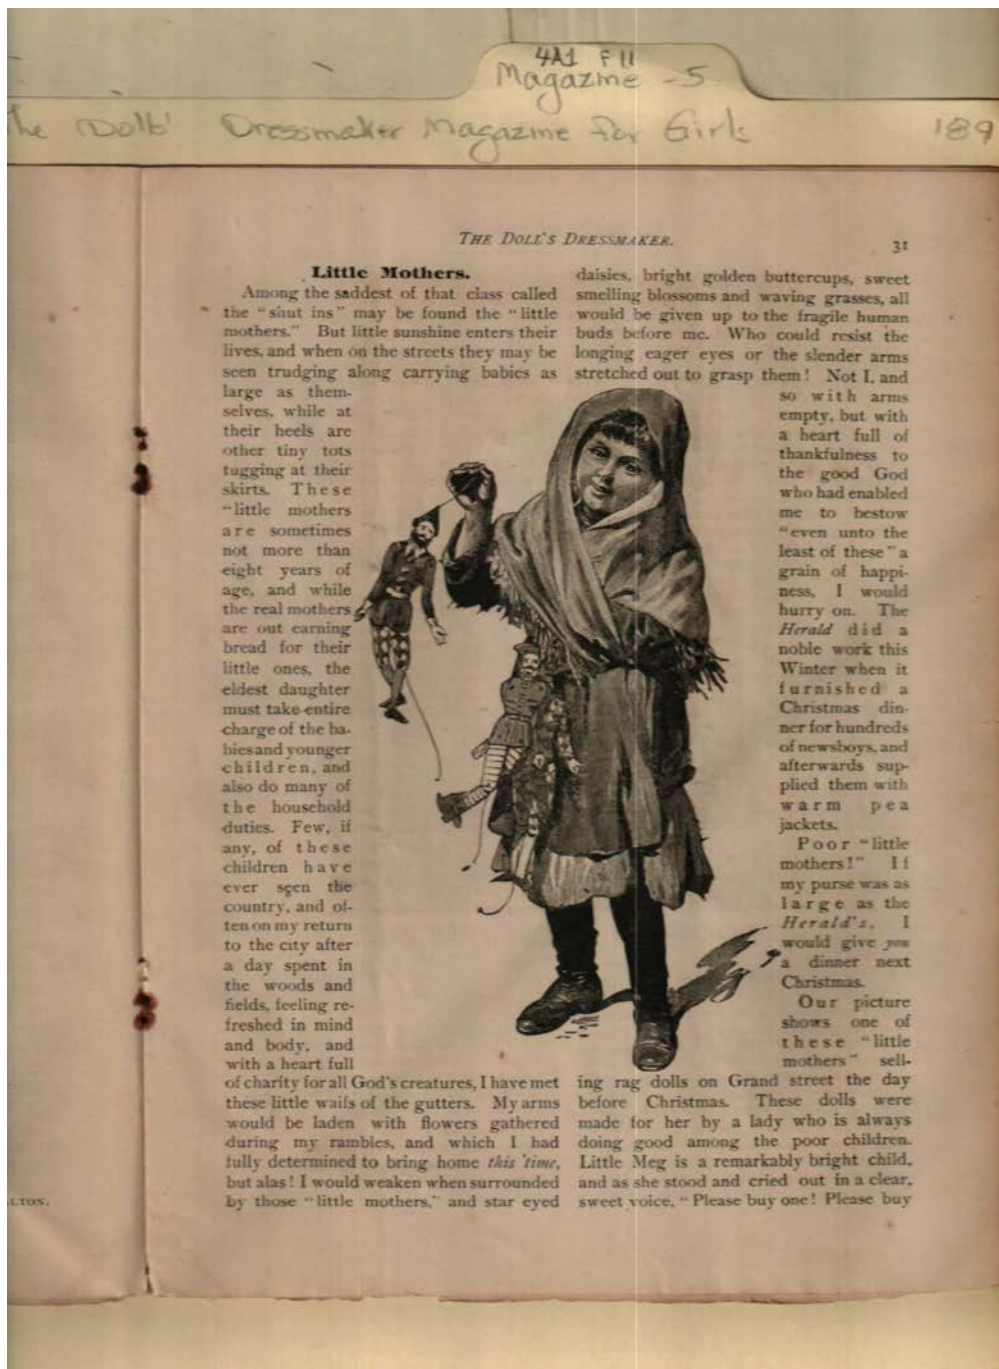 4A1 F11
Magazine - 5
The Dolls' Dressmaker Magazine for Girls 189
THE DOLL'S DRESSMAKER.
31
Little Mothers.
Among the saddest of that class called
the "shut ins" may be found the "little
mothers." But little sunshine enters their
lives, and when on the streets they may be
seen trudging along carrying babies as
large as them-
selves, while at
their heels are
other tiny tots
tugging at their
skirts. These
"little mothers
are sometimes
not more than
eight years of
age, and while
the real mothers
are out earning
bread for their
little ones, the
eldest daughter
must take entire
charge of the ba-
bies and younger
children, and
also do many of
the household
duties. Few, if
any, of these
children have
ever seen the
country, and of-
ten on my return
to the city after
a day spent in
the woods and
fields, feeling re-
freshed in mind
and body, and
with a heart full
of charity for all God's creatures, I have met
these little waifs of the gutters. My arms
would be laden with flowers gathered
during my rambles, and which I had
fully determined to bring home this time,
but alas! I would weaken when surrounded
by those "little mothers," and star eyed
daisies, bright golden buttercups, sweet
smelling blossoms and waving grasses, all
would be given up to the fragile human
buds before me. Who could resist the
longing eager eyes or the slender arms
stretched out to grasp them! Not I, and
so with arms
empty, but with
a heart full of
thankfulness to
the good God
who had enabled
me to bestow
"even unto the
least of these" a
grain of happi-
ness, I would
hurry on. The
Herald did a
noble work this
Winter when it
furnished a
Christmas din-
ner for hundreds
of newsboys, and
afterwards sup-
plied them with
warm pea
jackets.
Poor "little
mothers!" If
my purse was as
large as the
Herald's, I
would give you
a dinner next
Christmas.
Our picture
shows one of
these "little
mothers" sell-
ing rag dolls on Grand street the day
before Christmas. These dolls were
made for her by a lady who is always
doing good among the poor children.
Little Meg is a remarkably bright child,
and as she stood and cried out in a clear,
sweet voice, "Please buy one! Please buy